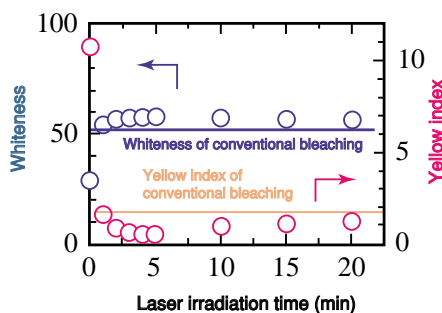 100
50
0
Whiteness
10
5
0
Yellow index
Whiteness of conventional bleaching
Yellow index of
conventional bleaching
0
5
10
15
20
Laser irradiation time (min)